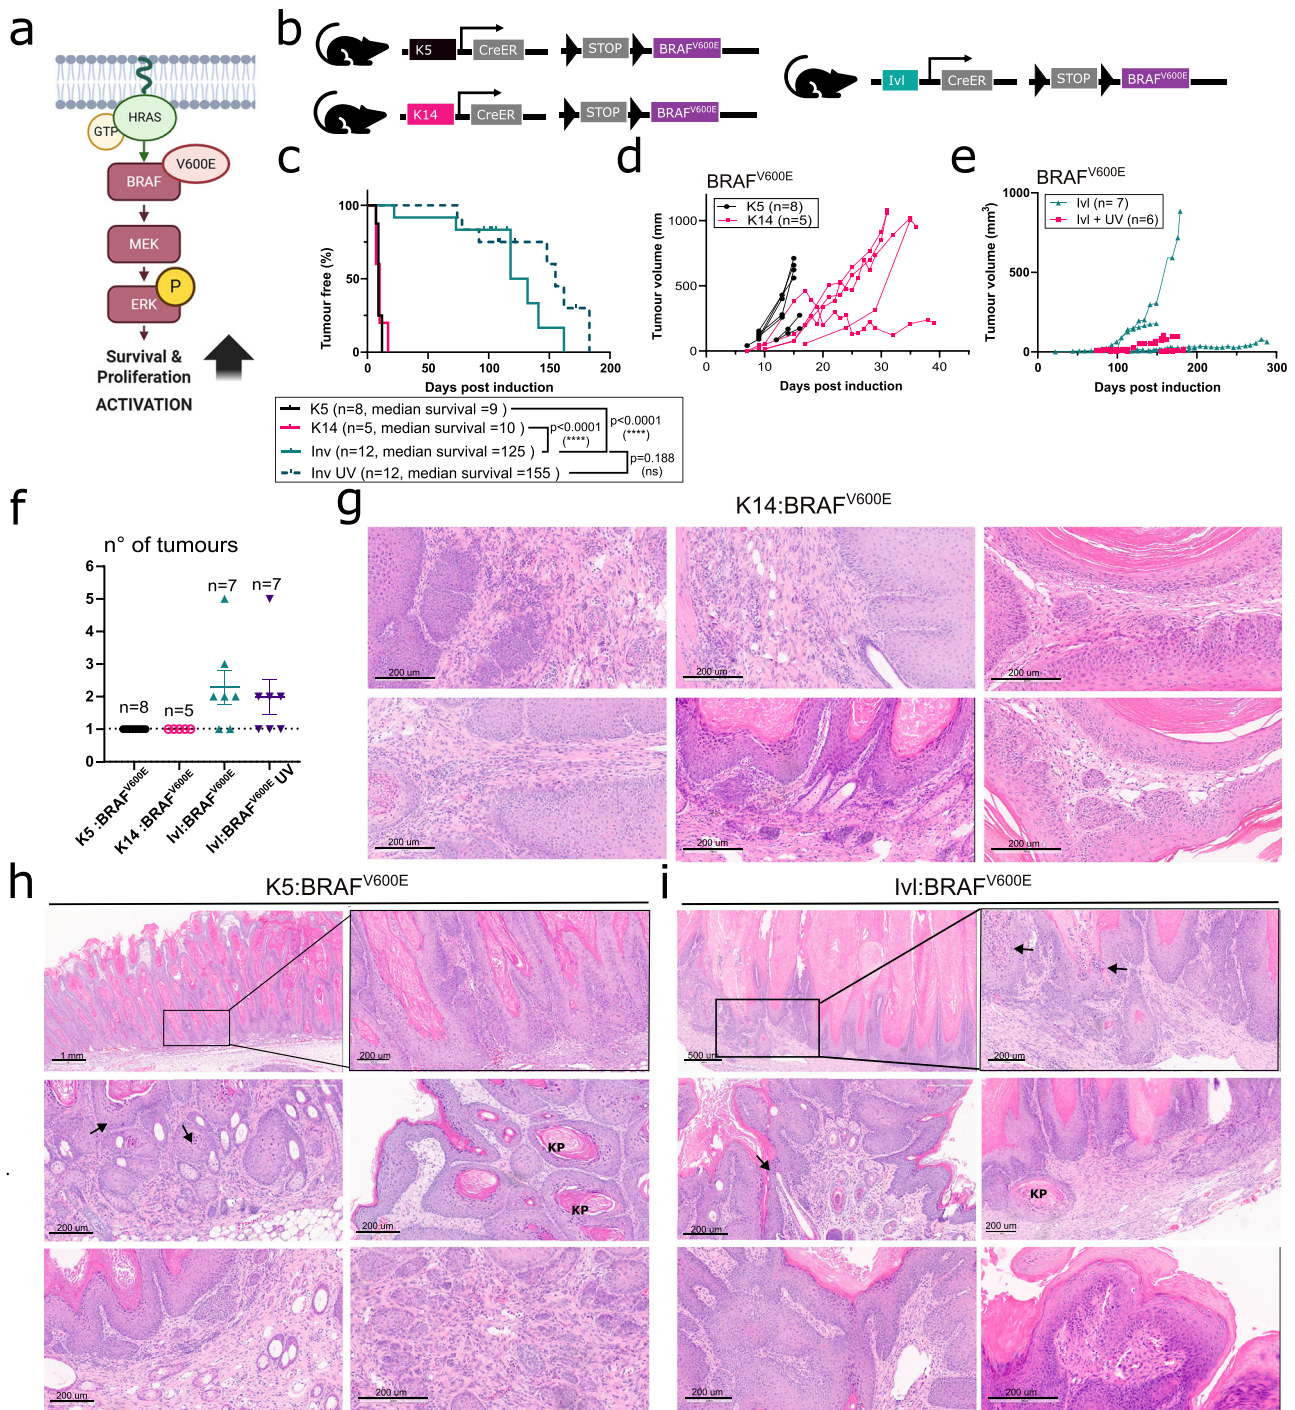 a
GTP
HRAS
V600E
BRAF
MEK
P
ERK
Survival &
Proliferation
ACTIVATION
b
K5
CreER
STOP
BRAFV600E
K14
CreER
STOP
BRAFV600E
Ivl
CreER
STOP
BRAFV600E
c
Tumour free (%)
100
50
0
0
50
100
150
200
Days post induction
K5 (n=8, median survival =9 )
K14 (n=5, median survival =10 )
Inv (n=12, median survival =125 )
Inv UV (n=12, median survival =155 )
p<0.0001
(****)
p<0.0001
(****)
p=0.188
(ns)
d
BRAFV600E
K5 (n=8)
K14 (n=5)
Tumour volume (mm
1000
500
0
0
10
20
30
40
Days post induction
e
BRAFV600E
Ivl (n= 7)
Ivl + UV (n=6)
Tumour volume (mm3)
1000
500
0
0
100
200
300
Days post induction
f
n° of tumours
6
5
4
3
2
1
0
n=8
n=5
n=7
n=7
K5 :BRAFV600E
K14 :BRAFV600E
Ivl:BRAFV600E
Ivl:BRAFV600E UV
g
K14:BRAFV600E
200 um
200 um
200 um
200 um
200 um
200 um
h
K5:BRAFV600E
1 mm
200 um
200 um
KP
KP
200 um
200 um
200 um
i
Ivl:BRAFV600E
500 um
200 um
200 um
KP
200 um
200 um
200 um